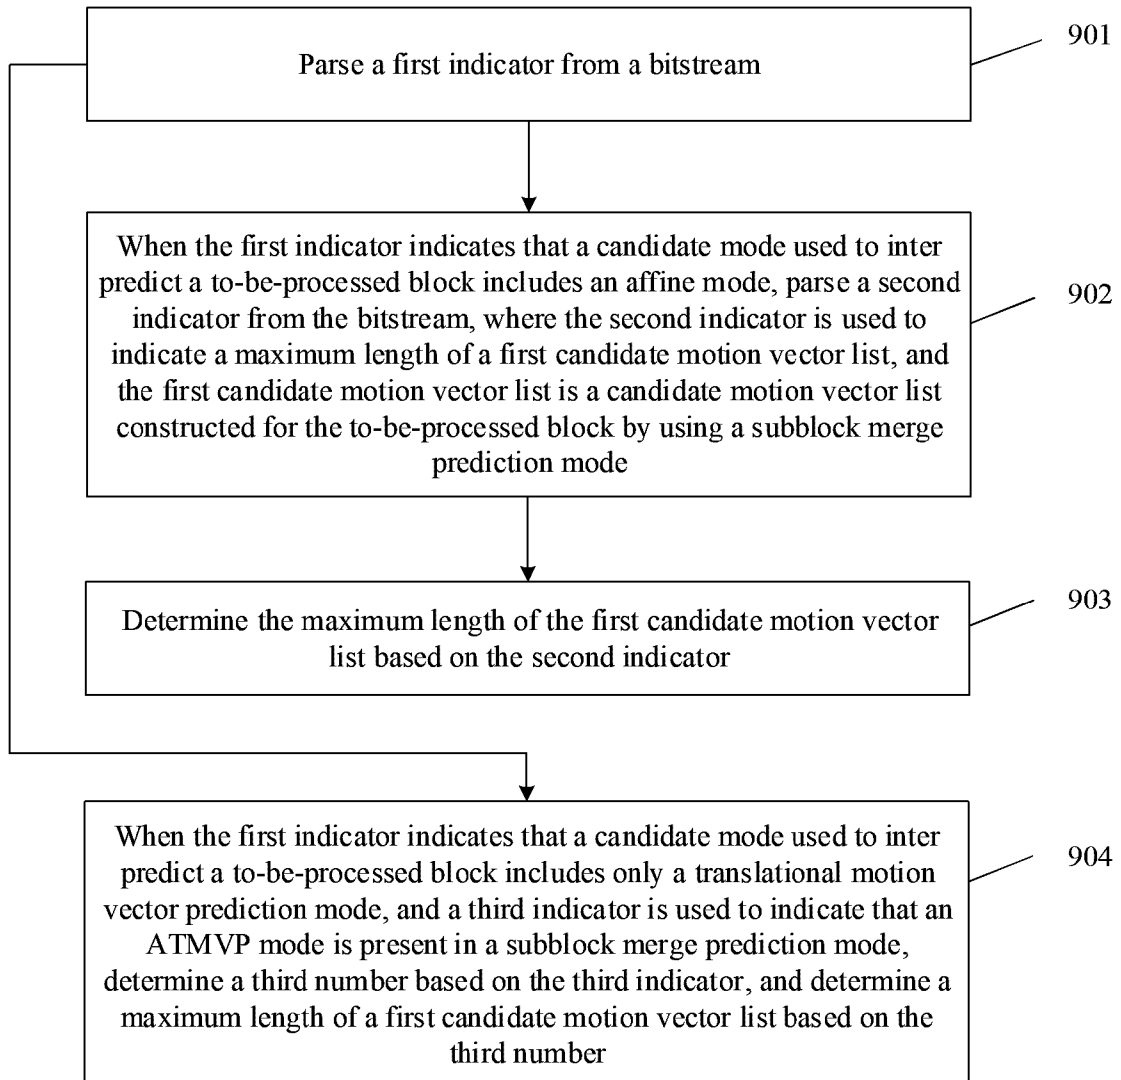 Parse a first indicator from a bitstream
901
When the first indicator indicates that a candidate mode used to inter
predict a to-be-processed block includes an affine mode, parse a second
indicator from the bitstream, where the second indicator is used to
indicate a maximum length of a first candidate motion vector list, and
the first candidate motion vector list is a candidate motion vector list
constructed for the to-be-processed block by using a subblock merge
prediction mode
902
Determine the maximum length of the first candidate motion vector
list based on the second indicator
903
When the first indicator indicates that a candidate mode used to inter
predict a to-be-processed block includes only a translational motion
vector prediction mode, and a third indicator is used to indicate that an
ATMVP mode is present in a subblock merge prediction mode,
determine a third number based on the third indicator, and determine a
maximum length of a first candidate motion vector list based on the
third number
904